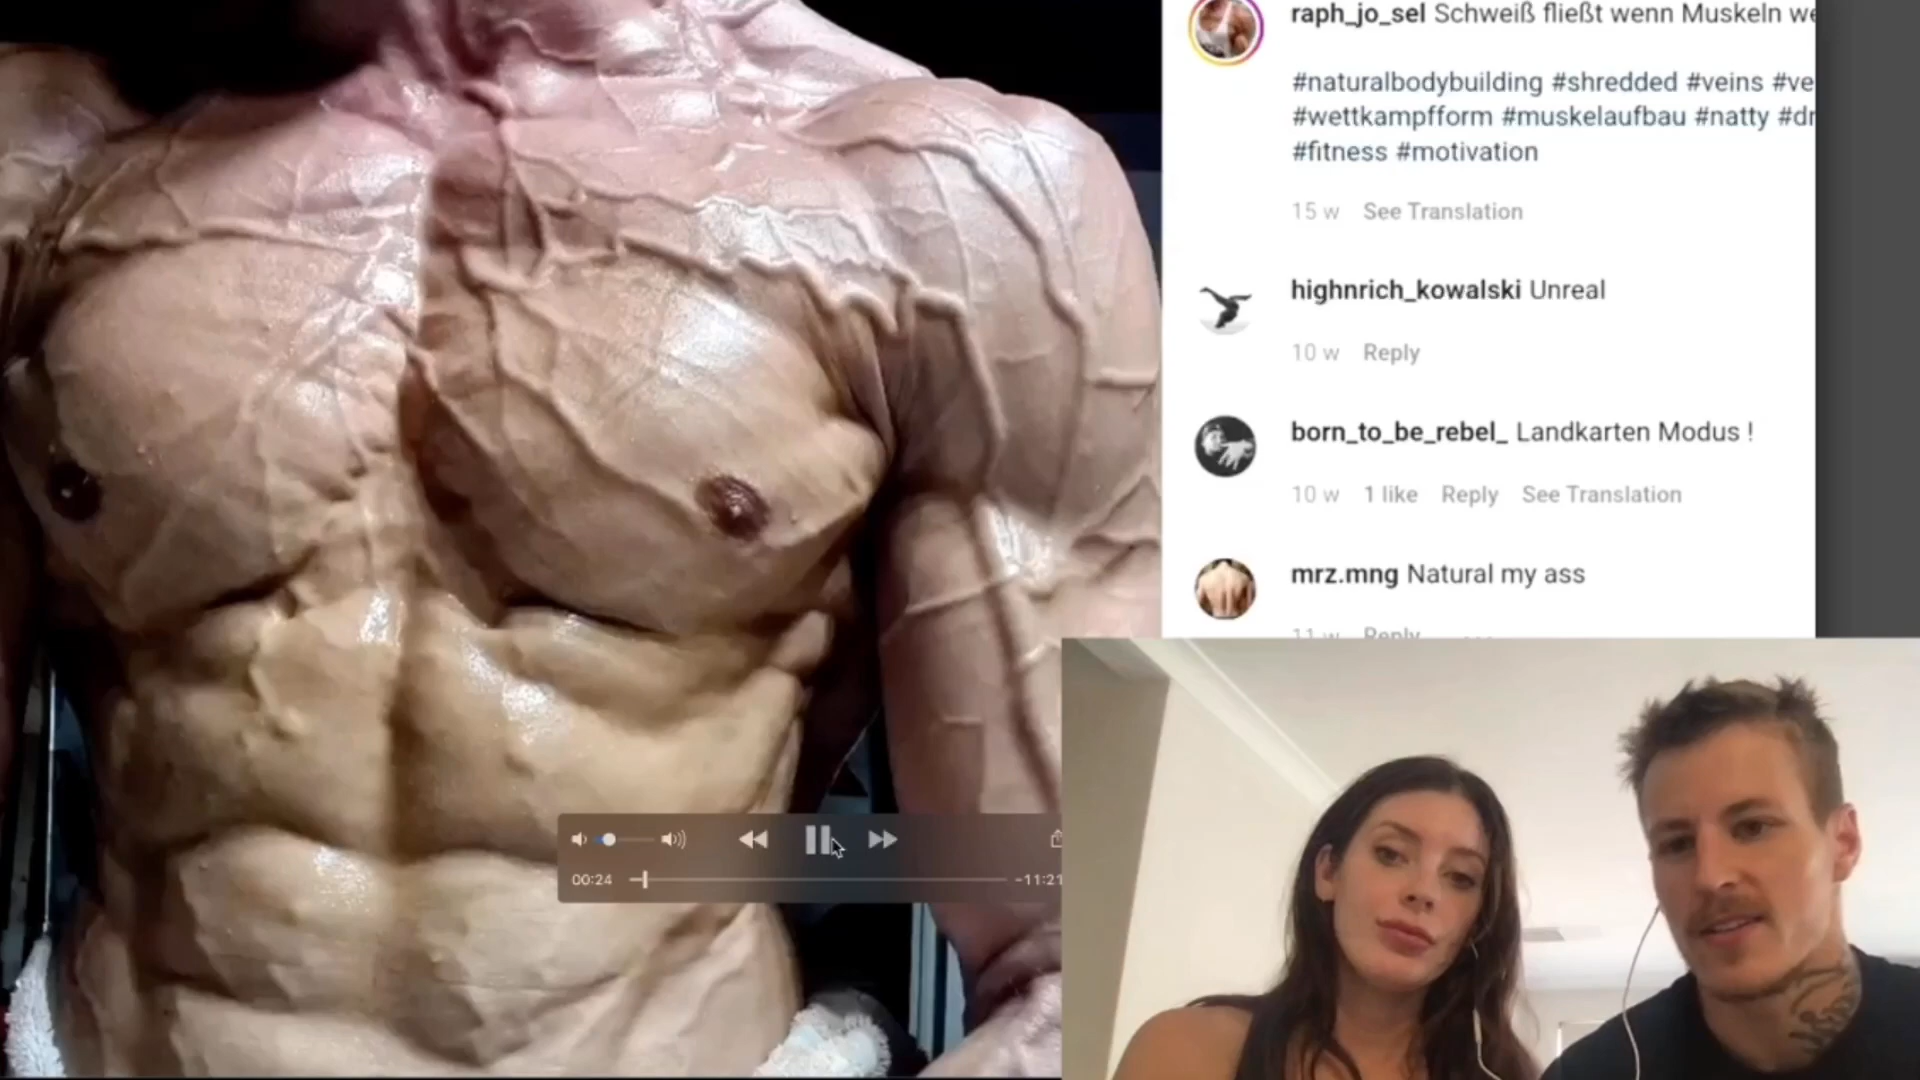 raph_jo_sel Schweiß fließt wenn Muskeln
#naturalbodybuilding #shredded #veins
#wettkampfform #muskelaufbau #natty
#fitness #motivation
15 w See Translation
highnrich_kowalski Unreal
10 w Reply
born_to_be_rebel_ Landkarten Modus !
10 w 1 like Reply See Translation
mrz.mng Natural my ass
11 w Reply
00:24 -11:21